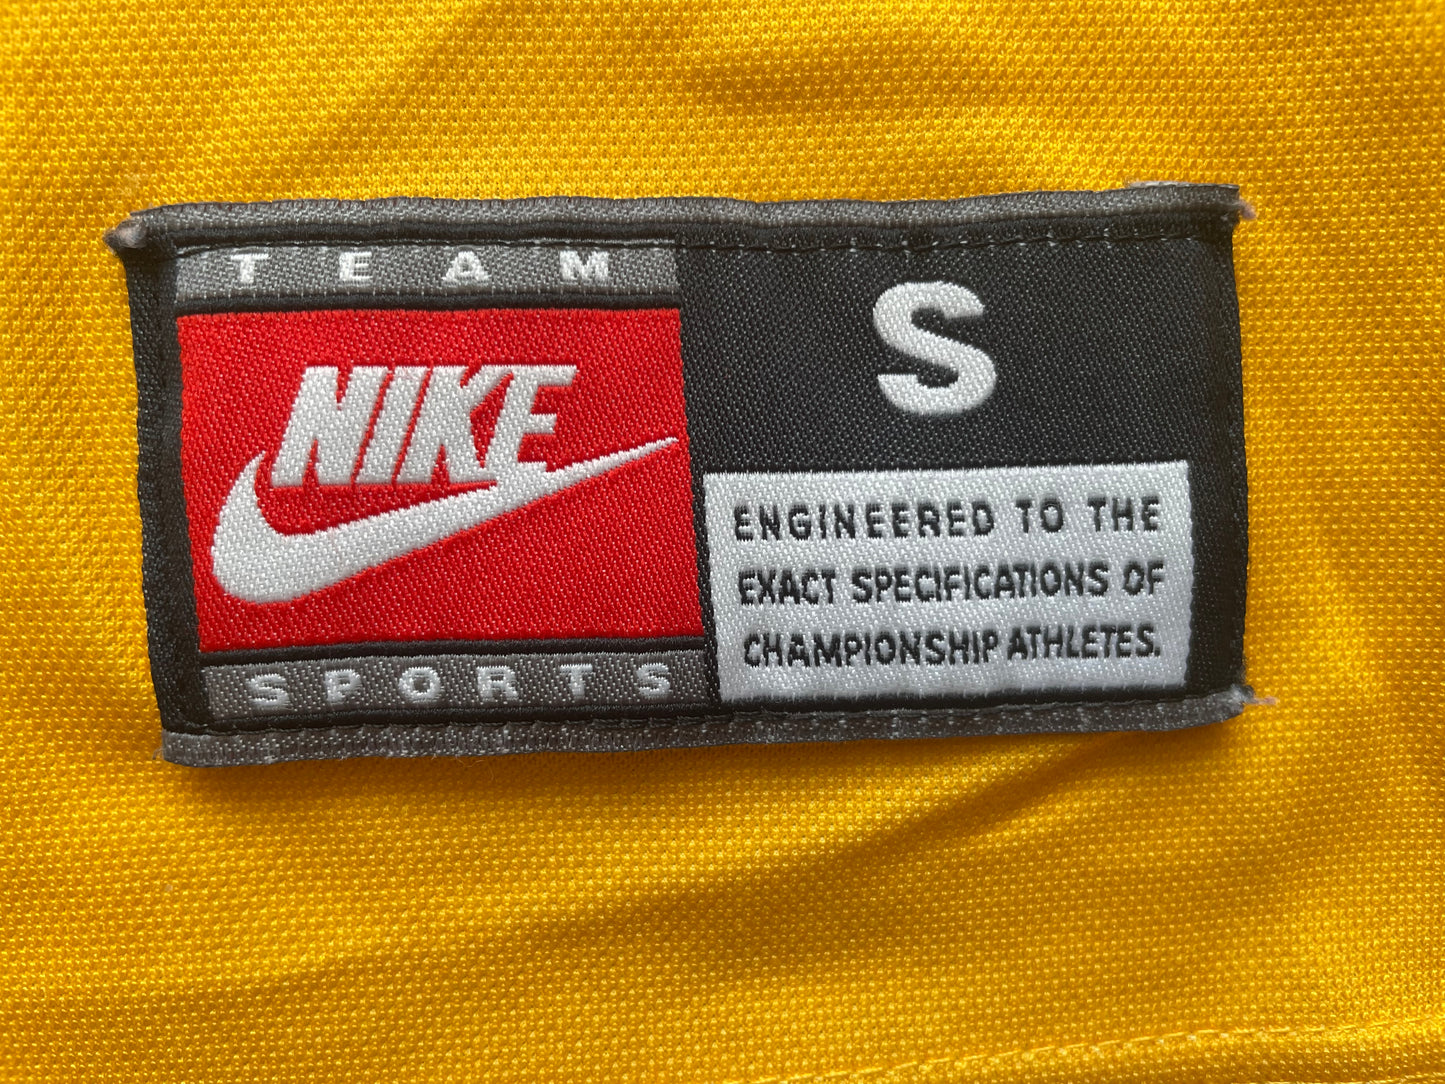 TEAM
NIKE
SPORTS
S
ENGINEERED TO THE
EXACT SPECIFICATIONS OF
CHAMPIONSHIP ATHLETES.